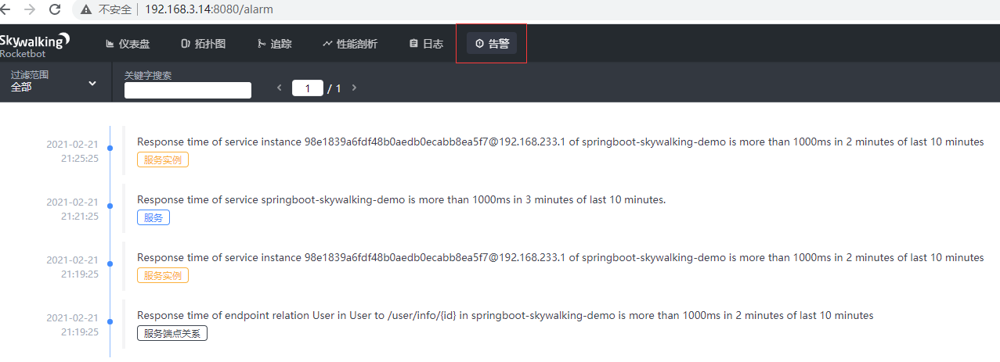 不安全 192.168.3.14:8080/alarm
Skywalking
Rocketbot
仪表盘 拓扑图 追踪 性能剖析 日志 告警
过滤范围
全部
关键字搜索
1 / 1
2021-02-21
21:25:25
Response time of service instance 98e1839a6fdf48b0aedb0ecabb8ea5f7@192.168.233.1 of springboot-skywalking-demo is more than 1000ms in 2 minutes of last 10 minutes
服务实例
2021-02-21
21:21:25
Response time of service springboot-skywalking-demo is more than 1000ms in 3 minutes of last 10 minutes.
服务
2021-02-21
21:19:25
Response time of service instance 98e1839a6fdf48b0aedb0ecabb8ea5f7@192.168.233.1 of springboot-skywalking-demo is more than 1000ms in 2 minutes of last 10 minutes
服务实例
2021-02-21
21:19:25
Response time of endpoint relation User in User to /user/info/{id} in springboot-skywalking-demo is more than 1000ms in 2 minutes of last 10 minutes
服务端点关系